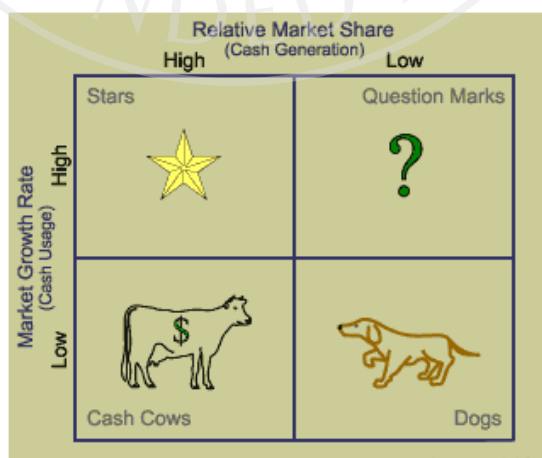 Relative Market Share
(Cash Generation)
High Low
Stars Question Marks
?
Market Growth Rate
(Cash Usage)
High
Low
$
Cash Cows Dogs